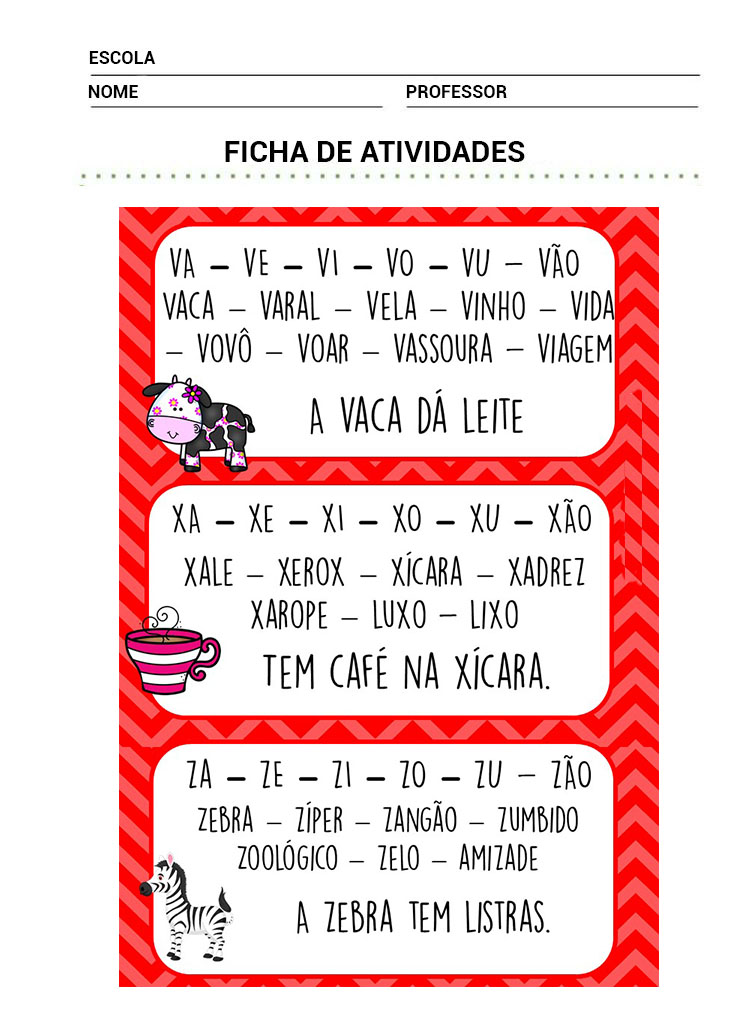 ESCOLA
NOME PROFESSOR
FICHA DE ATIVIDADES
VA – VE – VI – VO – VU – VÃO
VACA – VARAL – VELA – VINHO – VIDA
– VOVÔ – VOAR – VASSOURA – VIAGEM
A VACA DÁ LEITE
XA – XE – XI – XO – XU – XÃO
XALE – XEROX – XÍCARA – XADREZ
XAROPE – LUXO – LIXO
TEM CAFÉ NA XÍCARA.
ZA – ZE – ZI – ZO – ZU – ZÃO
ZEBRA – ZÍPER – ZANGÃO – ZUMBIDO
ZOOLÓGICO – ZELO – AMIZADE
A ZEBRA TEM LISTRAS.